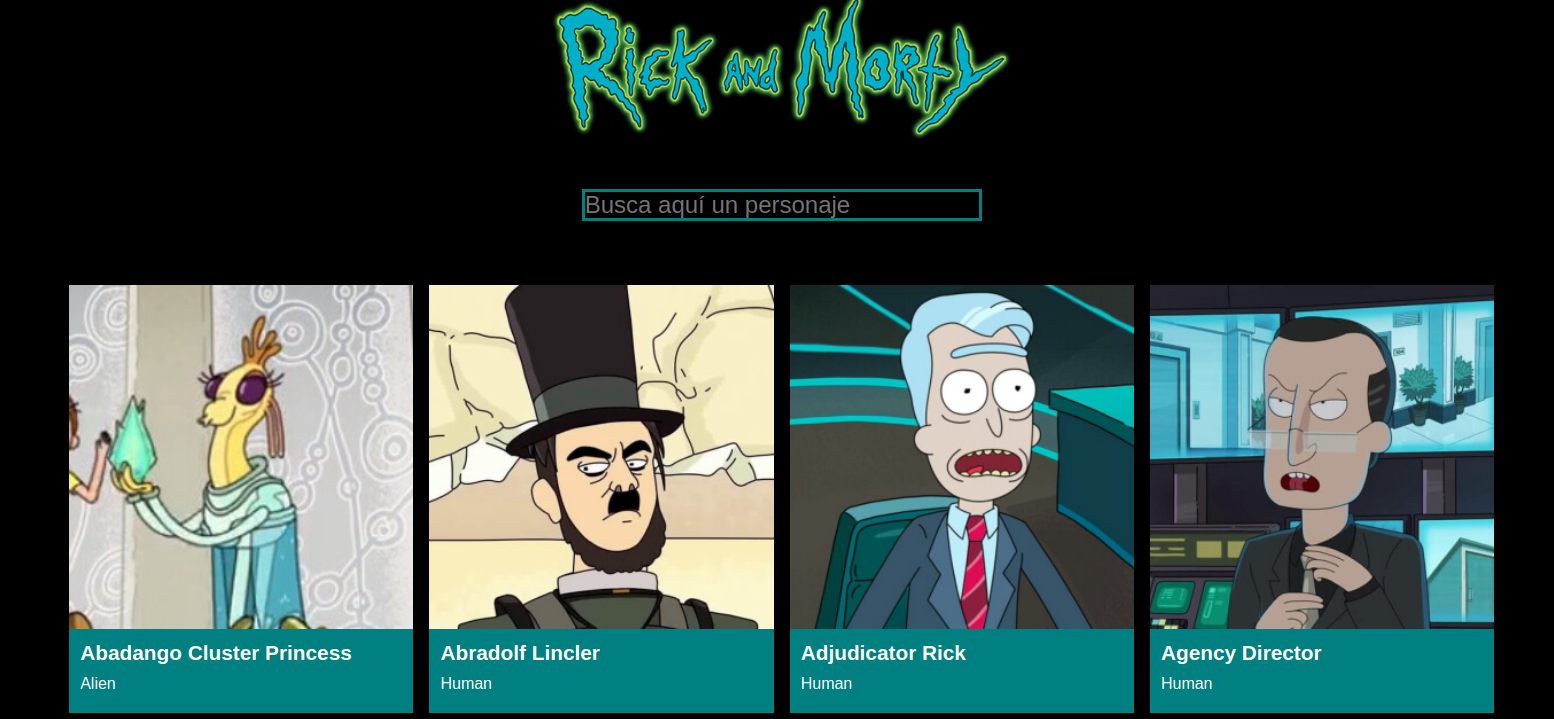 Rick and Morty
Busca aquí un personaje
Abadango Cluster Princess
Alien
Abradolf Lincler
Human
Adjudicator Rick
Human
Agency Director
Human